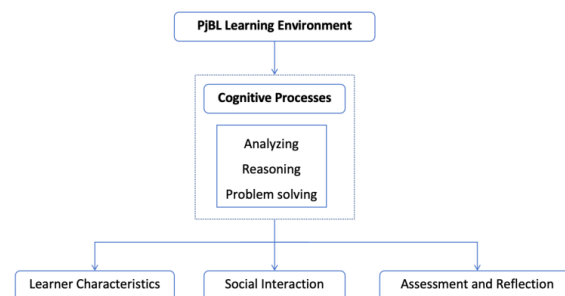 PjBL Learning Environment
Cognitive Processes
Analyzing
Reasoning
Problem solving
Learner Characteristics
Social Interaction
Assessment and Reflection